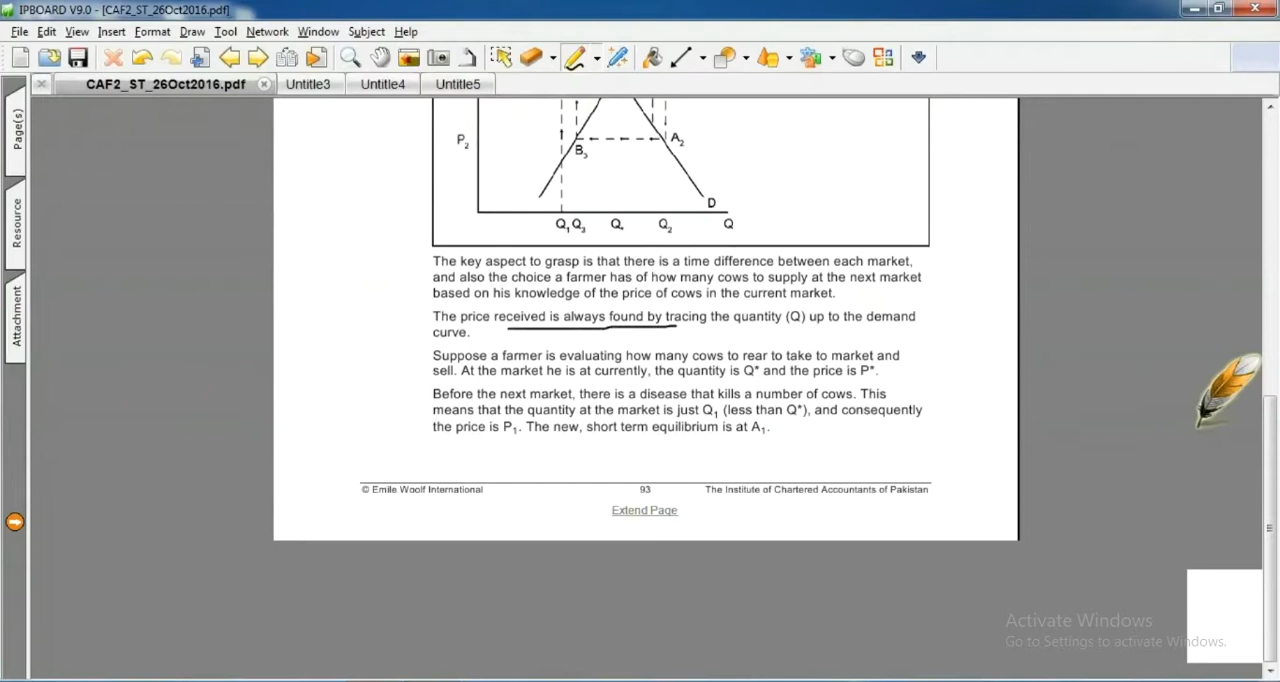 IPBOARD V9.0 - [CAF2_ST_26Oct2016.pdf]
File Edit View Insert Format Draw Tool Network Window Subject Help
CAF2_ST_26Oct2016.pdf Untitle3 Untitle4 Untitle5
Page(s)
Resource
Attachment
P2
B3
A2
D
Q1 Q3 Q* Q2 Q
The key aspect to grasp is that there is a time difference between each market,
and also the choice a farmer has of how many cows to supply at the next market
based on his knowledge of the price of cows in the current market.
The price received is always found by tracing the quantity (Q) up to the demand
curve.
Suppose a farmer is evaluating how many cows to rear to take to market and
sell. At the market he is at currently, the quantity is Q* and the price is P*.
Before the next market, there is a disease that kills a number of cows. This
means that the quantity at the market is just Q1 (less than Q*), and consequently
the price is P1. The new, short term equilibrium is at A1.
© Emile Woolf International 93 The Institute of Chartered Accountants of Pakistan
Extend Page
Activate Windows
Go to Settings to activate Windows.